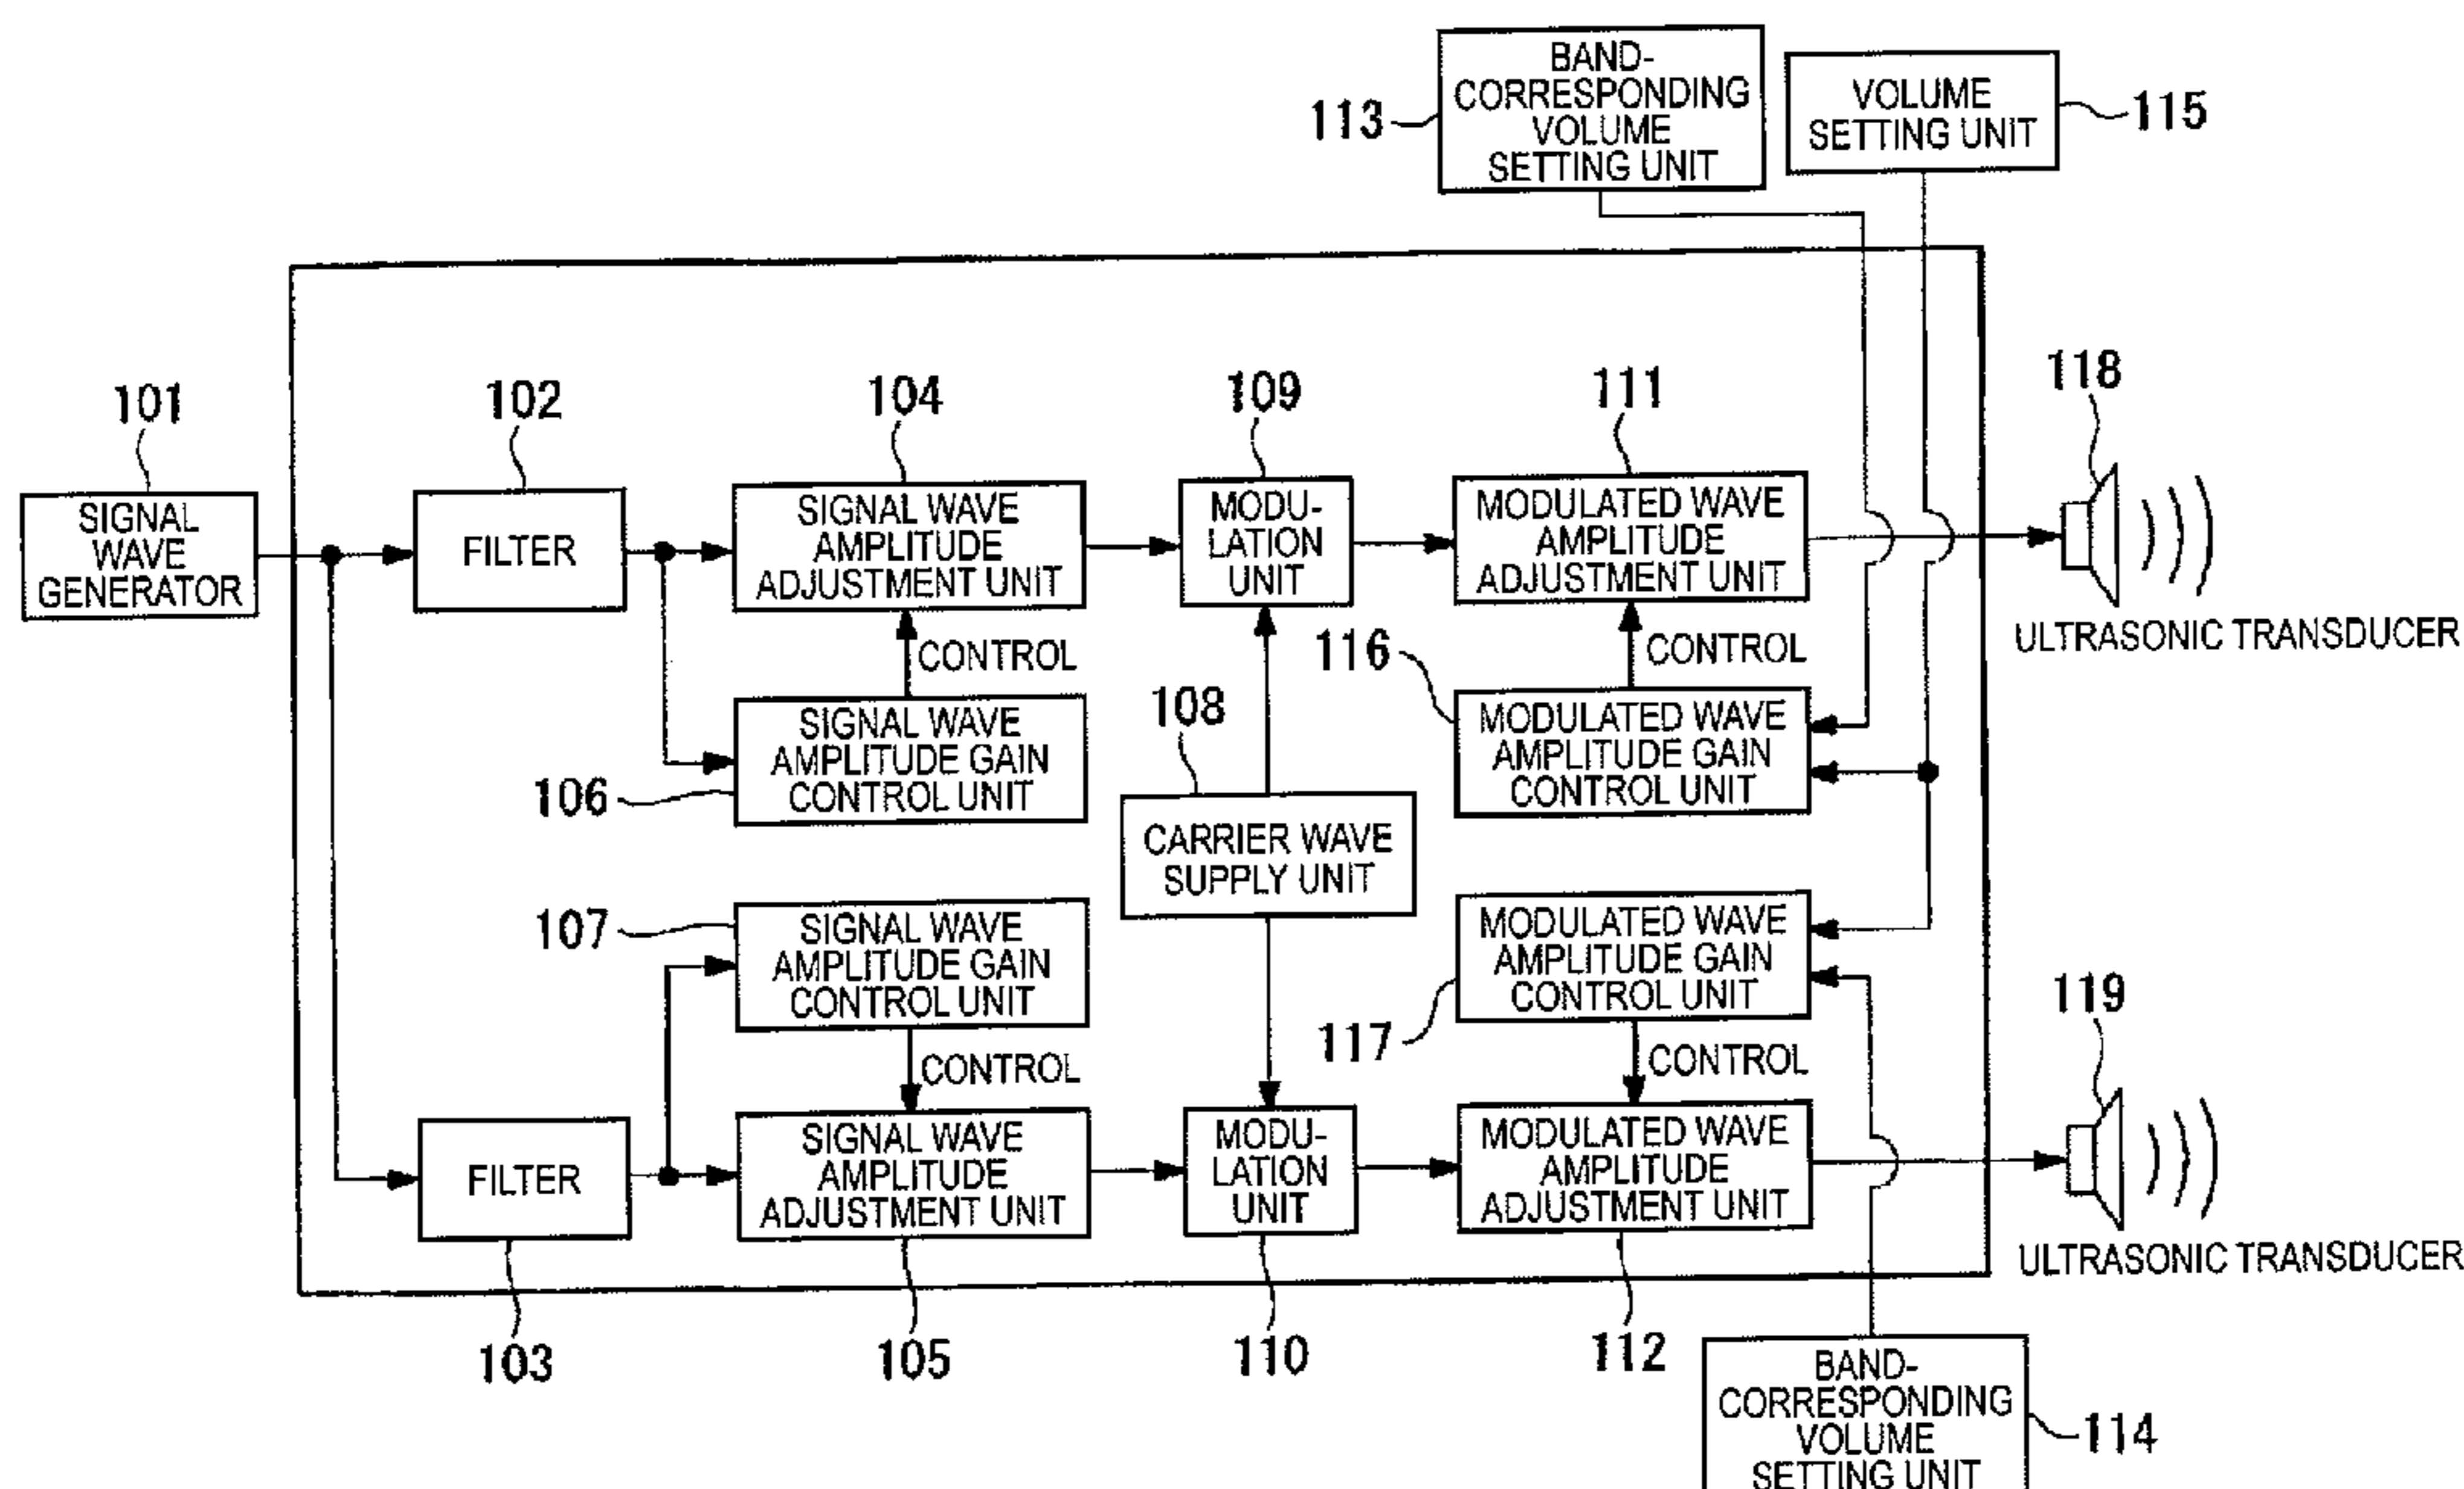 BAND-
CORRESPONDING
VOLUME
SETTING UNIT
113
VOLUME
SETTING UNIT
115
101
SIGNAL
WAVE
GENERATOR
102
FILTER
104
SIGNAL WAVE
AMPLITUDE
ADJUSTMENT UNIT
109
MODU-
LATION
UNIT
111
MODULATED WAVE
AMPLITUDE
ADJUSTMENT UNIT
118
ULTRASONIC TRANSDUCER
CONTROL
CONTROL
106
SIGNAL WAVE
AMPLITUDE GAIN
CONTROL UNIT
108
CARRIER WAVE
SUPPLY UNIT
116
MODULATED WAVE
AMPLITUDE GAIN
CONTROL UNIT
107
SIGNAL WAVE
AMPLITUDE GAIN
CONTROL UNIT
117
MODULATED WAVE
AMPLITUDE GAIN
CONTROL UNIT
CONTROL
CONTROL
FILTER
103
SIGNAL WAVE
AMPLITUDE
ADJUSTMENT UNIT
105
MODU-
LATION
UNIT
110
MODULATED WAVE
AMPLITUDE
ADJUSTMENT UNIT
112
119
ULTRASONIC TRANSDUCER
BAND-
CORRESPONDING
VOLUME
SETTING UNIT
114